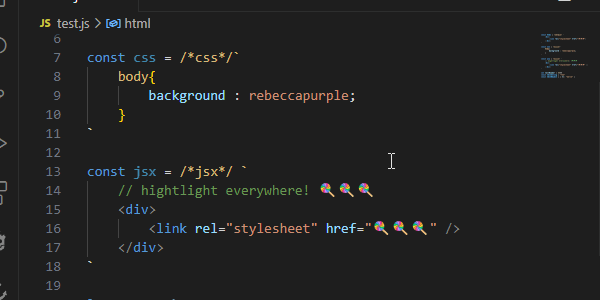 JS test.js > html
6
7 const css = /*css*/`
8     body{
9         background : rebeccapurple;
10     }
11 `
12
13 const jsx = /*jsx*/ `
14     // hightlight everywhere! 🍭🍭🍭
15     <div>
16         <link rel="stylesheet" href="🍭🍭🍭" />
17     </div>
18 `
19